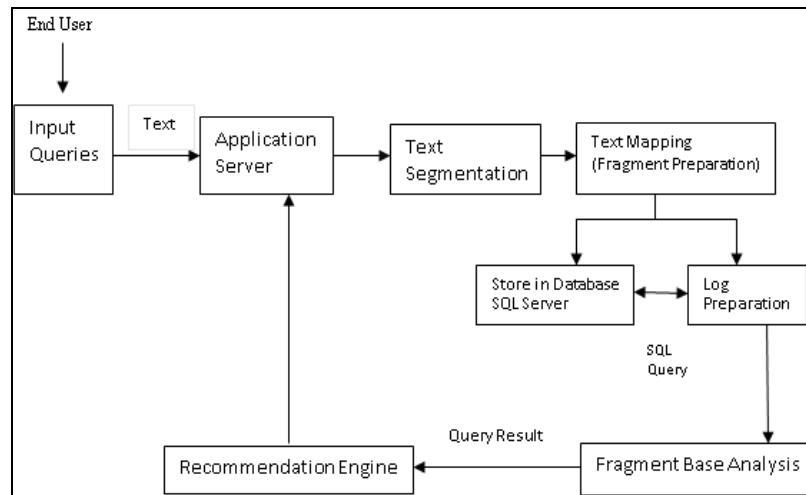 End User
Input
Queries
Text
Application
Server
Text
Segmentation
Text Mapping
(Fragment Preparation)
Store in Database
SQL Server
Log
Preparation
SQL
Query
Query Result
Recommendation Engine
Fragment Base Analysis